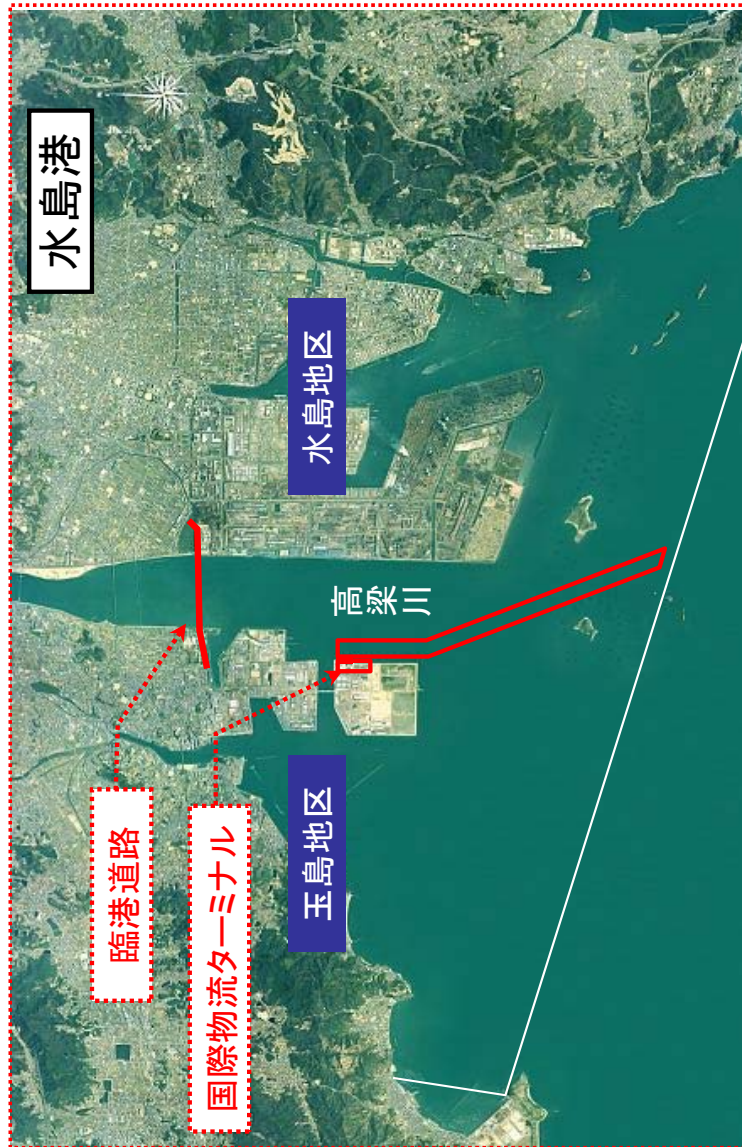 水島港
水島地区
高梁川
玉島地区
臨港道路
国際物流ターミナル